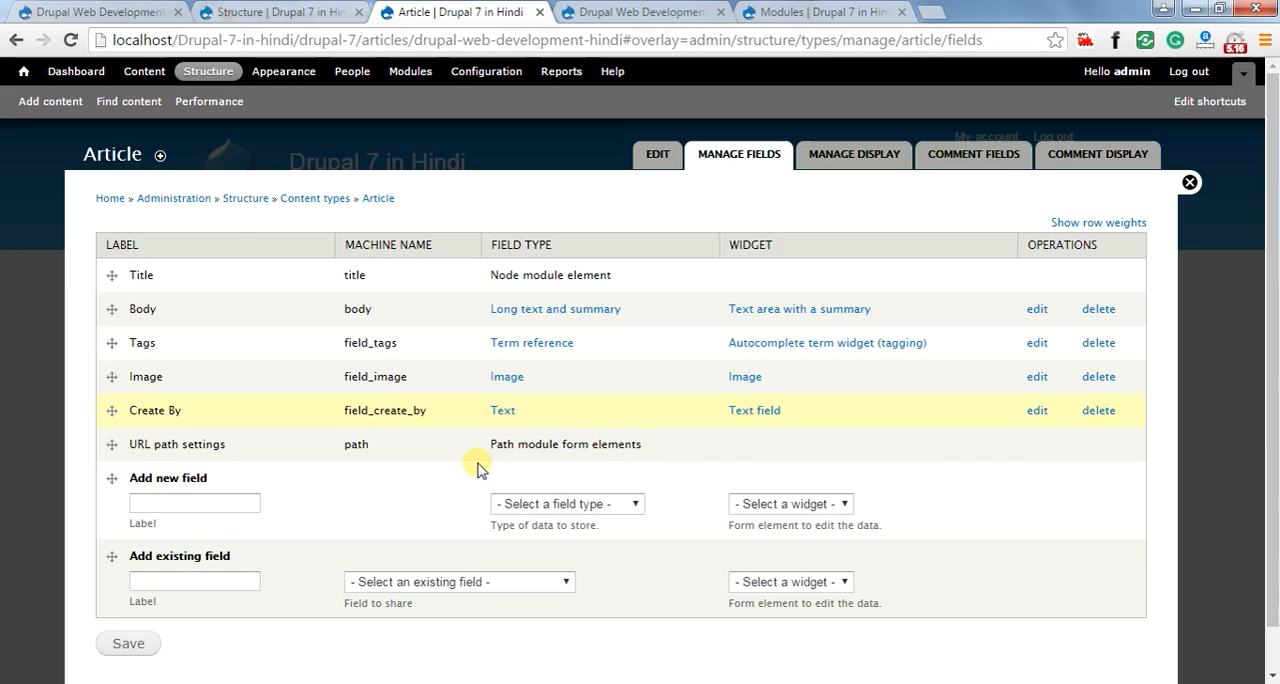 Drupal Web Development
Structure | Drupal 7 in Hin
Article | Drupal 7 in Hindi
Drupal Web Development
Modules | Drupal 7 in Hin
localhost/Drupal-7-in-hindi/drupal-7/articles/drupal-web-development-hindi#overlay=admin/structure/types/manage/article/fields
5.16
Dashboard Content Structure Appearance People Modules Configuration Reports Help
Hello admin Log out
Add content Find content Performance
Edit shortcuts
My account Log out
Article
Drupal 7 in Hindi
EDIT MANAGE FIELDS MANAGE DISPLAY COMMENT FIELDS COMMENT DISPLAY
Home » Administration » Structure » Content types » Article
Show row weights
LABEL MACHINE NAME FIELD TYPE WIDGET OPERATIONS
Title title Node module element
Body body Long text and summary Text area with a summary edit delete
Tags field_tags Term reference Autocomplete term widget (tagging) edit delete
Image field_image Image Image edit delete
Create By field_create_by Text Text field edit delete
URL path settings path Path module form elements
Add new field
- Select a field type - - Select a widget -
Label Type of data to store. Form element to edit the data.
Add existing field
- Select an existing field - - Select a widget -
Label Field to share Form element to edit the data.
Save